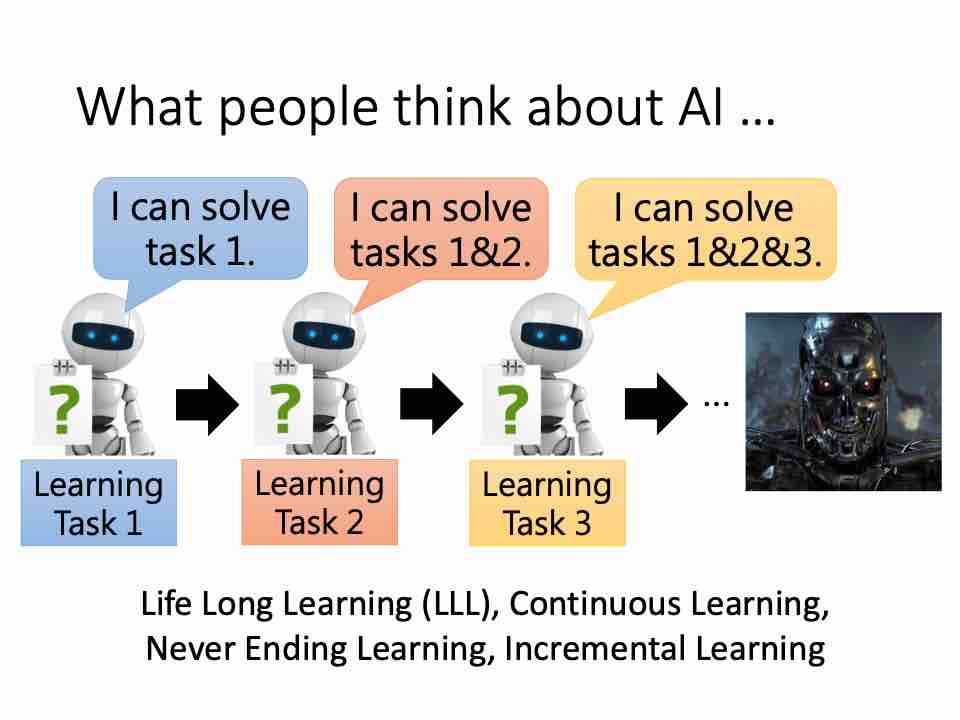 What people think about AI …
I can solve
task 1.
I can solve
tasks 1&2.
I can solve
tasks 1&2&3.
?
?
?
…
Learning
Task 1
Learning
Task 2
Learning
Task 3
Life Long Learning (LLL), Continuous Learning,
Never Ending Learning, Incremental Learning